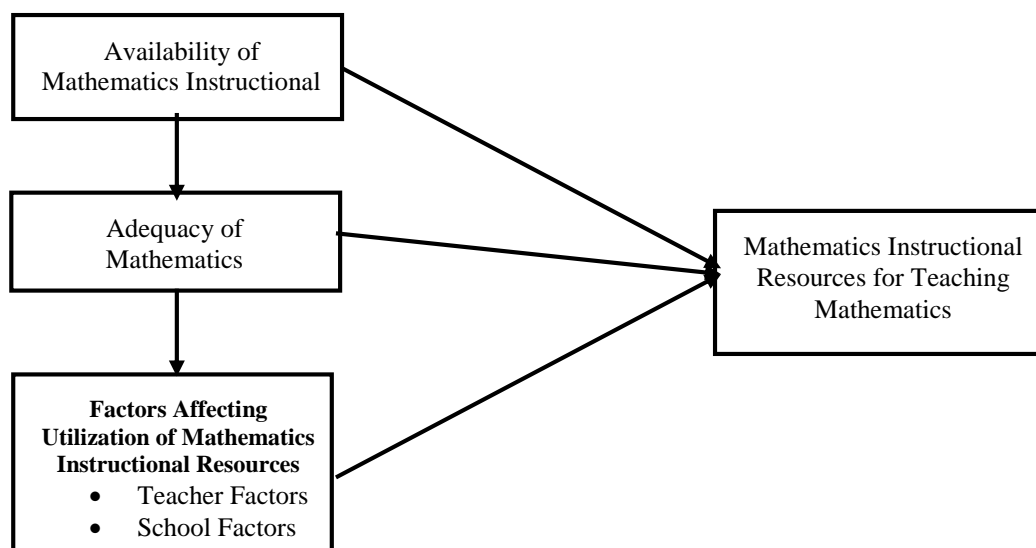 Availability of
Mathematics Instructional
Adequacy of
Mathematics
Factors Affecting
Utilization of Mathematics
Instructional Resources
• Teacher Factors
• School Factors
Mathematics Instructional
Resources for Teaching
Mathematics